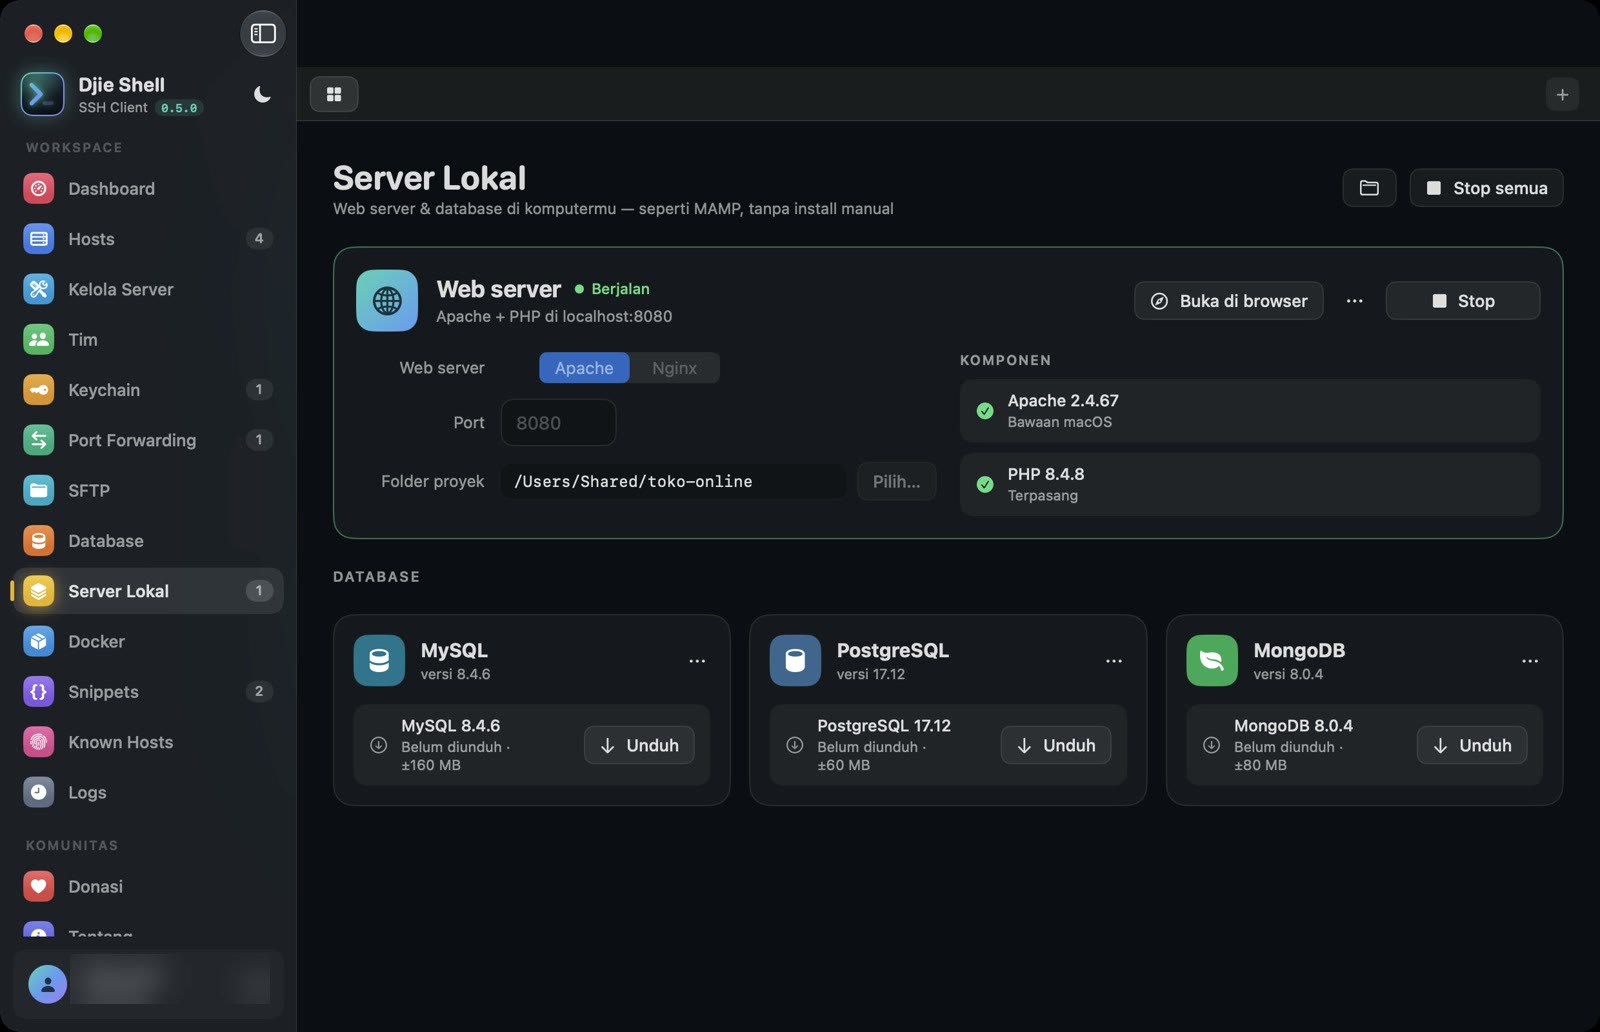 Djie Shell
SSH Client 0.5.0
WORKSPACE
Dashboard
Hosts 4
Kelola Server
Tim
Keychain 1
Port Forwarding 1
SFTP
Database
Server Lokal 1
Docker
Snippets 2
Known Hosts
Logs
KOMUNITAS
Donasi
Tentang
Server Lokal
Web server & database di komputermu — seperti MAMP, tanpa install manual
Stop semua
Web server Berjalan
Apache + PHP di localhost:8080
Buka di browser
Stop
Web server Apache Nginx
Port 8080
Folder proyek /Users/Shared/toko-online Pilih...
KOMPONEN
Apache 2.4.67
Bawaan macOS
PHP 8.4.8
Terpasang
DATABASE
MySQL
versi 8.4.6
MySQL 8.4.6
Belum diunduh ·
±160 MB
Unduh
PostgreSQL
versi 17.12
PostgreSQL 17.12
Belum diunduh ·
±60 MB
Unduh
MongoDB
versi 8.0.4
MongoDB 8.0.4
Belum diunduh ·
±80 MB
Unduh